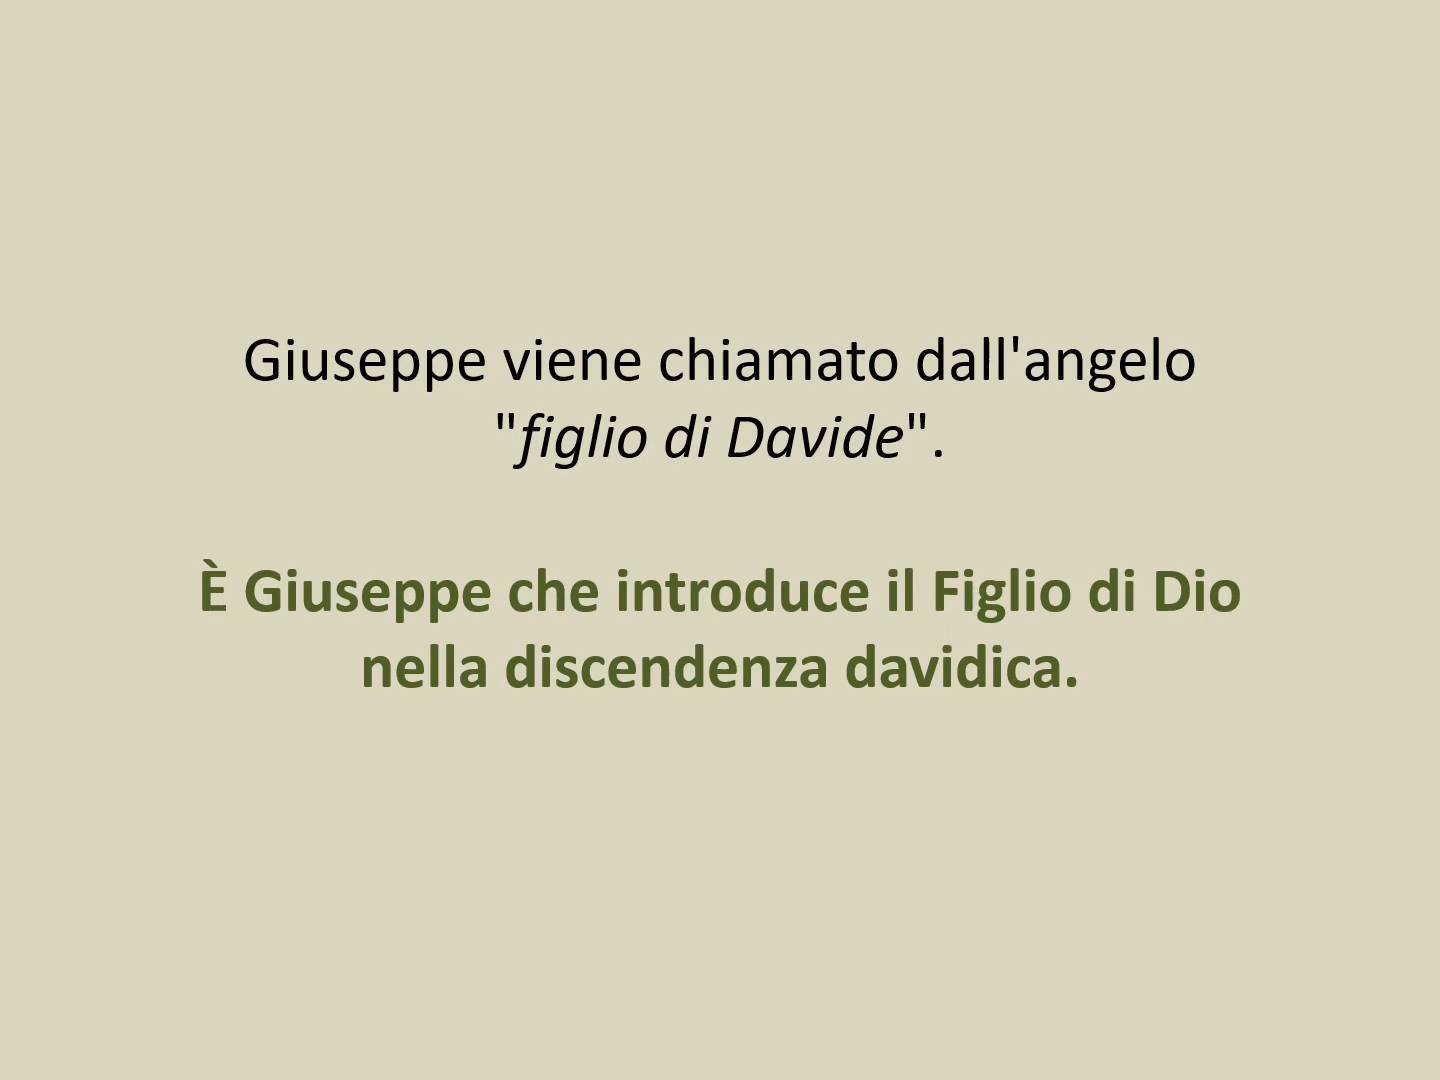 Giuseppe viene chiamato dall'angelo
"figlio di Davide".
È Giuseppe che introduce il Figlio di Dio
nella discendenza davidica.